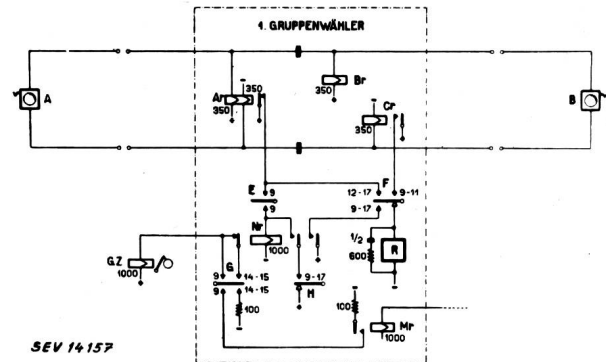 1. GRUPPENWÄHLER
A
Ar
350
350
Br
350
Cr
350
B
E
9
9
12-17
F
9-11
9-17
Nr
1000
1/2
600
R
GZ
1000
G
9
14-15
9
14-15
100
H
9-17
100
Mr
1000
SEV 14157